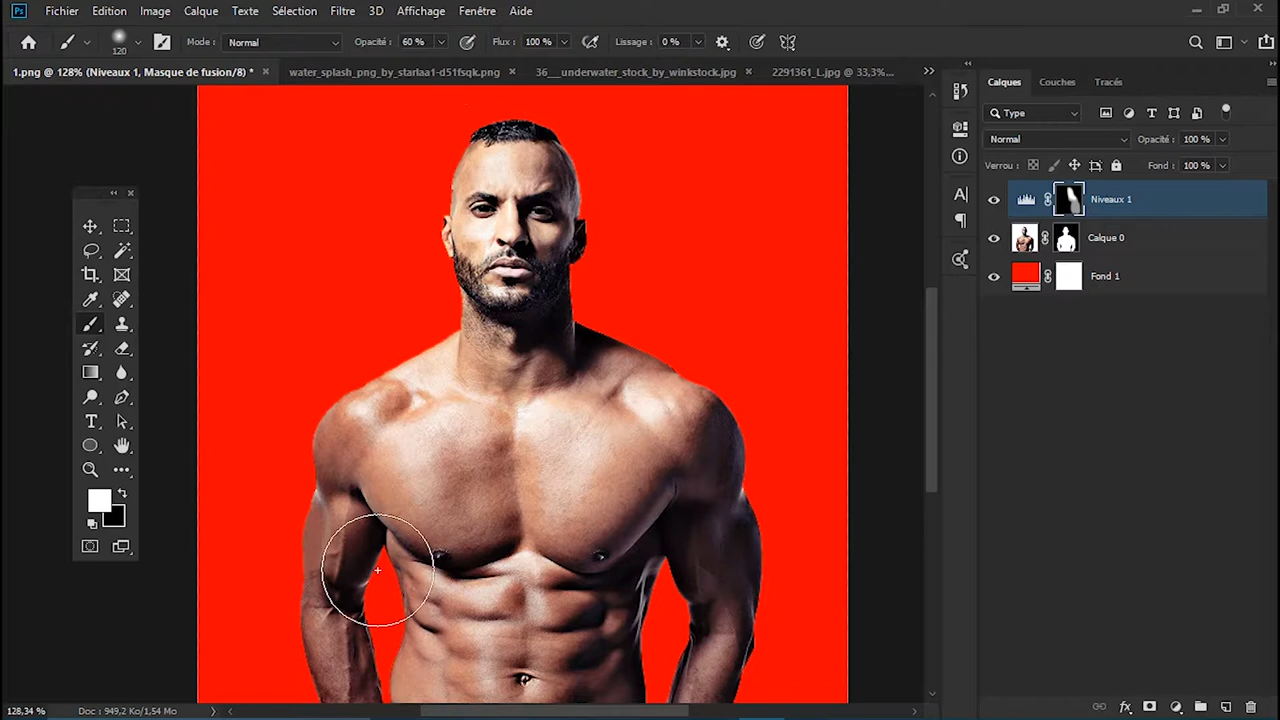 Ps Fichier Edition Image Calque Texte Sélection Filtre 3D Affichage Fenêtre Aide
120 Mode : Normal Opacité : 60 % Flux : 100 % Lissage : 0 %
1.png @ 128% (Niveaux 1, Masque de fusion/8) * water_splash_png_by_starlaa1-d51fsqk.png 36__underwater_stock_by_winkstock.jpg 2291361_L.jpg @ 33,3%...
Calques Couches Tracés
Type
Normal Opacité : 100 %
Verrou : Fond : 100 %
Niveaux 1
Calque 0
Fond 1
128,34 % Doc : 949,2 Ko/1,54 Mo